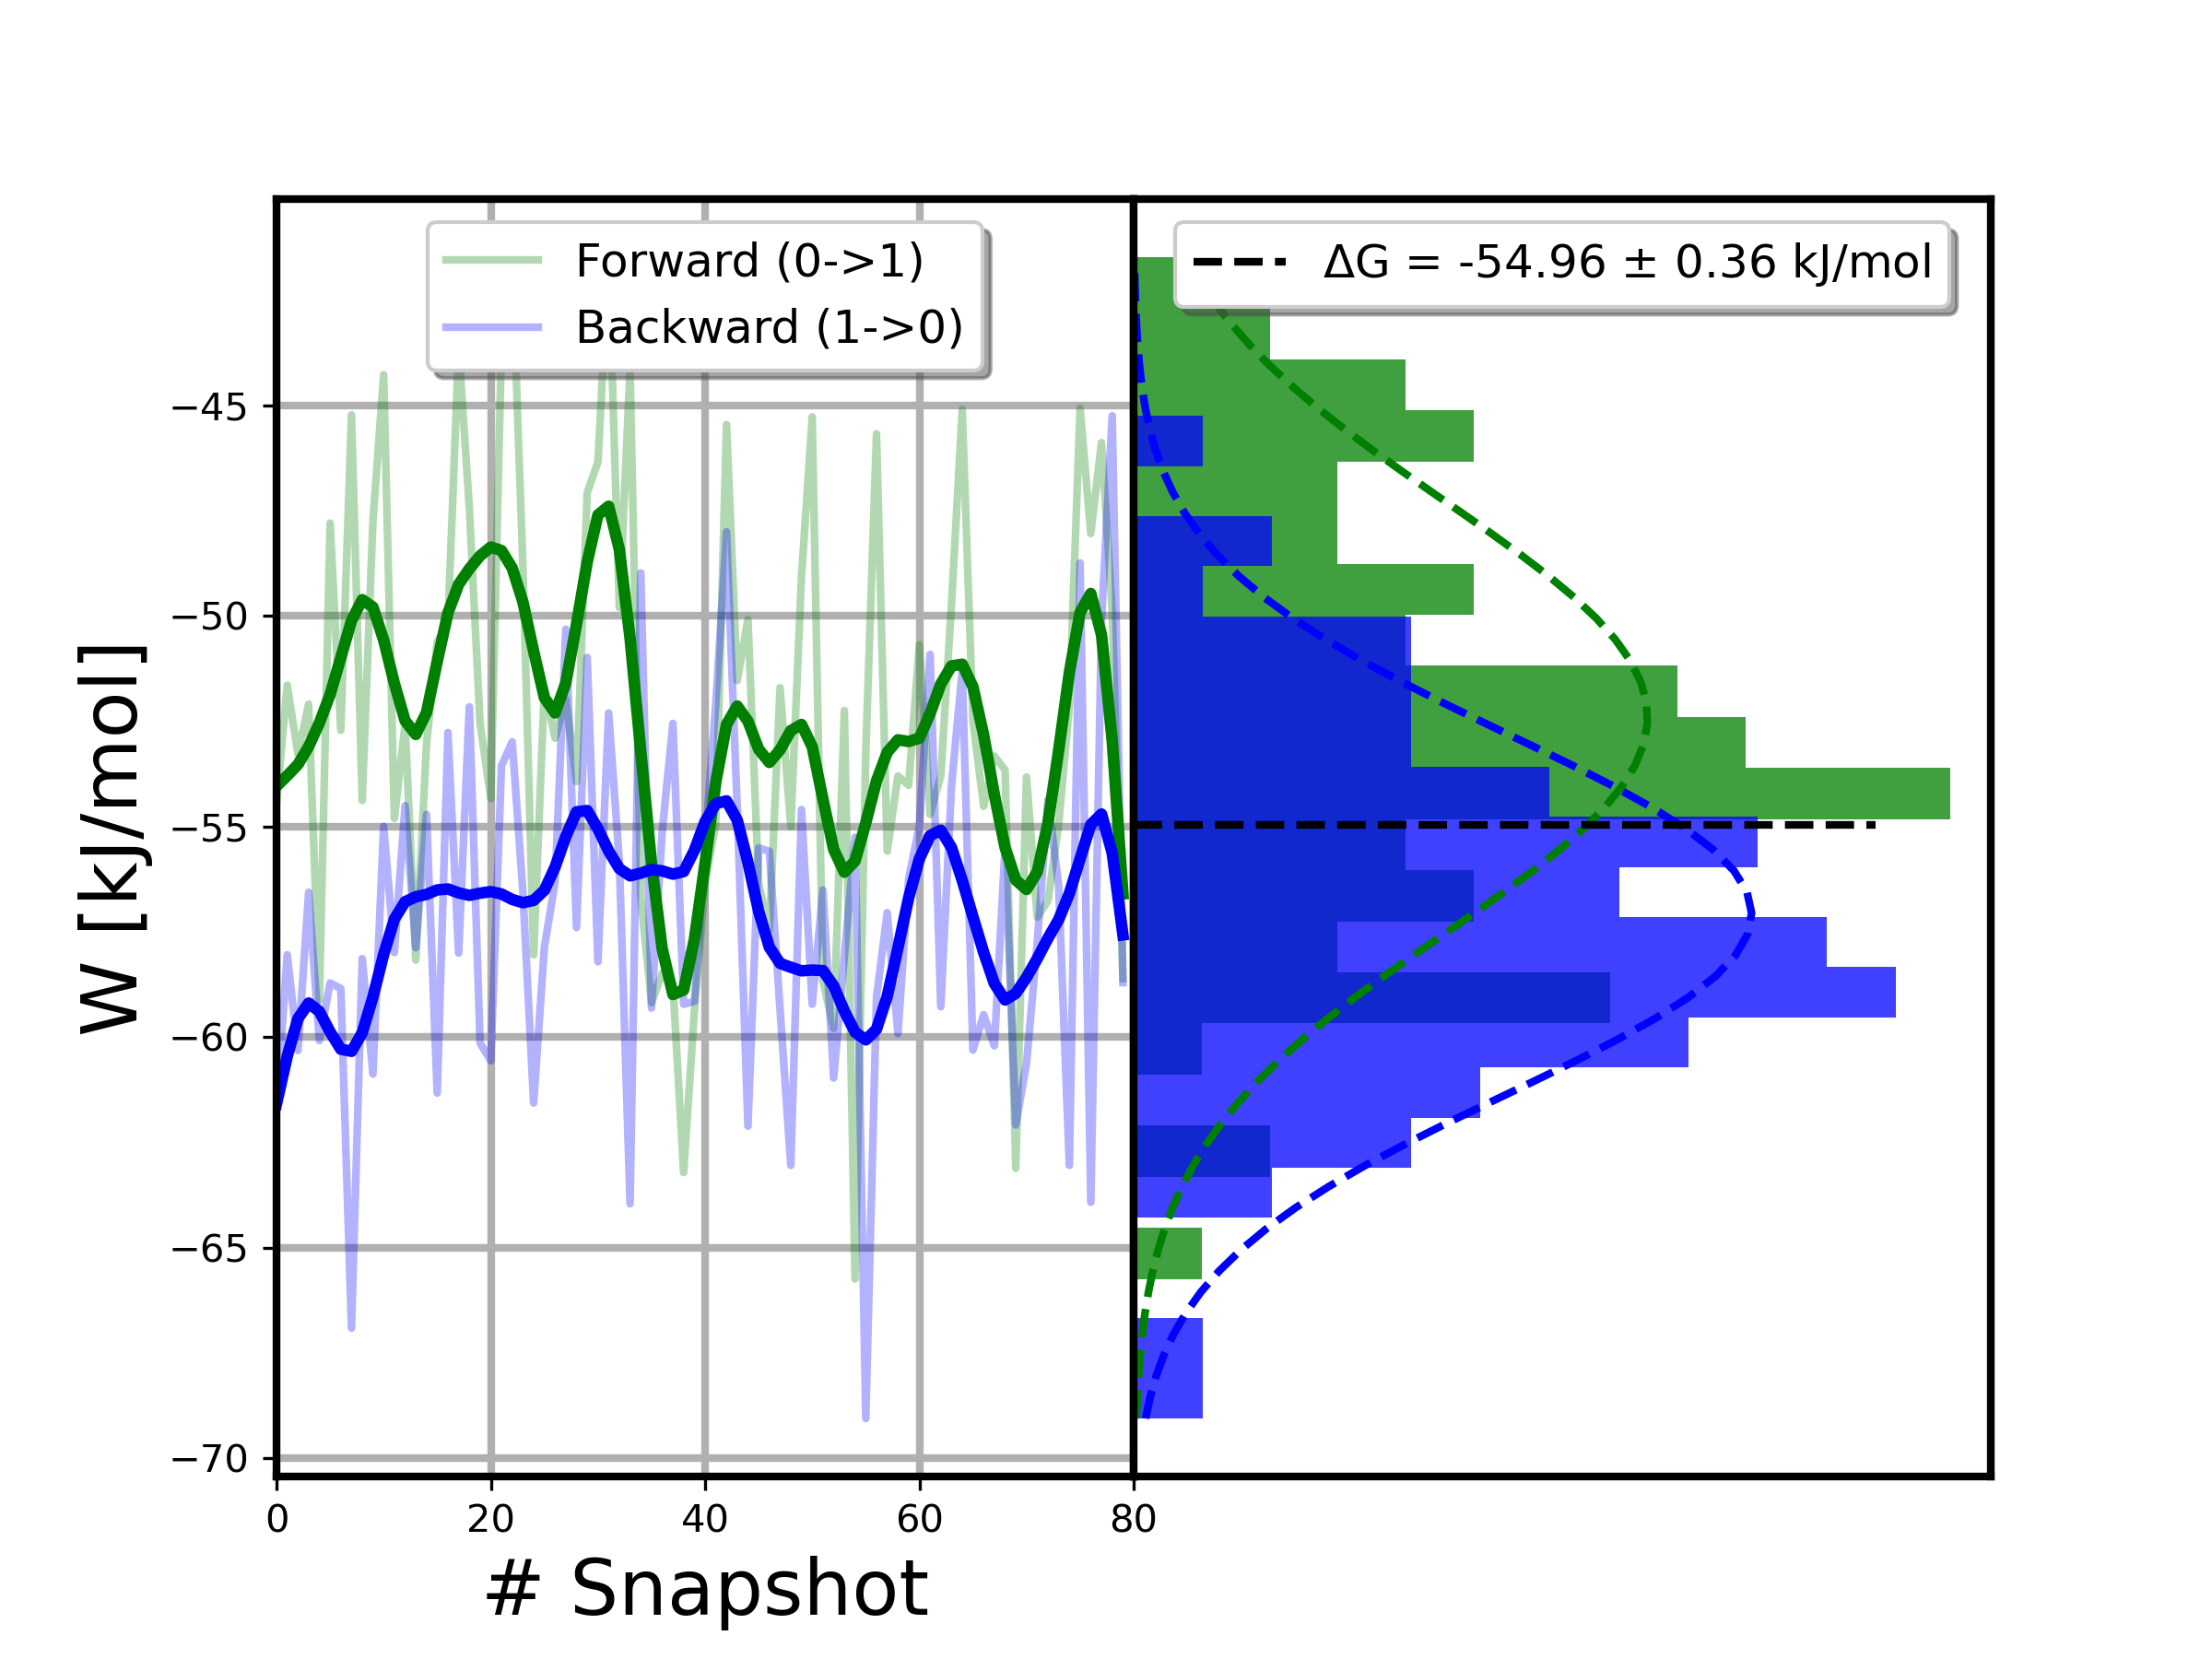 Forward (0->1)
Backward (1->0)
ΔG = -54.96 ± 0.36 kJ/mol
W [kJ/mol]
−45
−50
−55
−60
−65
−70
0 20 40 60 80
# Snapshot